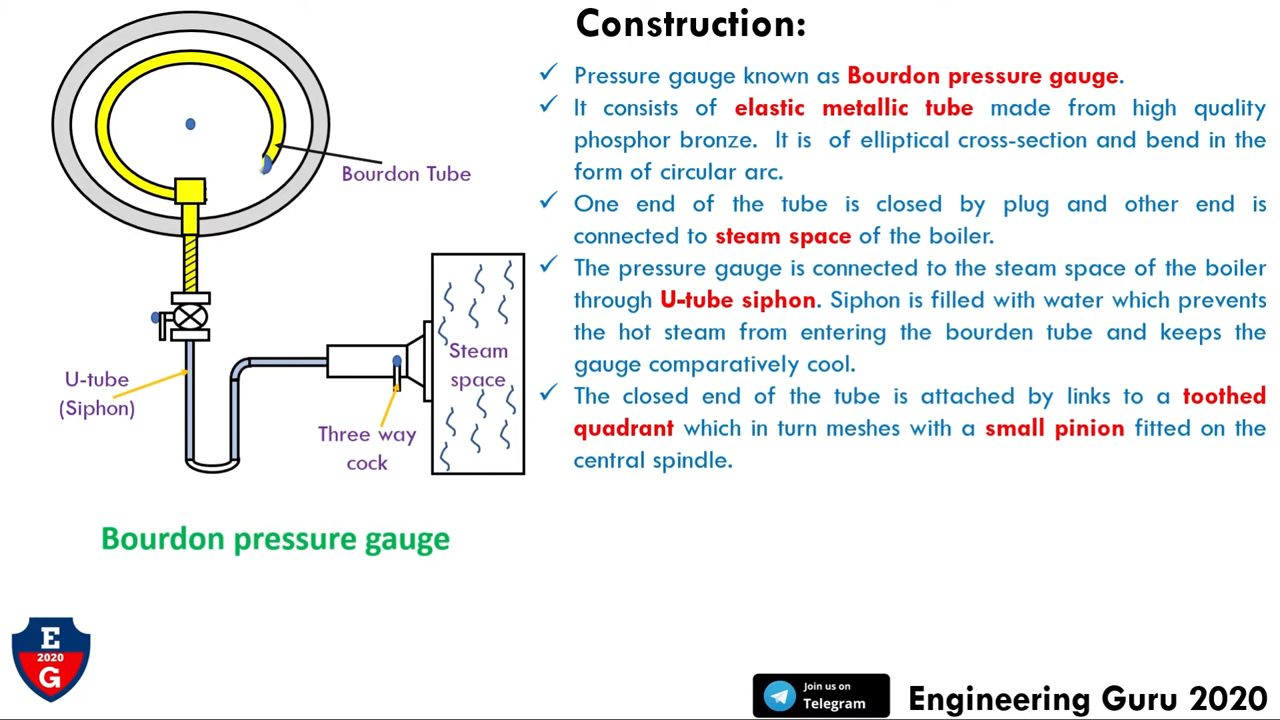 Construction:
✓ Pressure gauge known as Bourdon pressure gauge.
✓ It consists of elastic metallic tube made from high quality
phosphor bronze. It is of elliptical cross-section and bend in the
form of circular arc.
✓ One end of the tube is closed by plug and other end is
connected to steam space of the boiler.
✓ The pressure gauge is connected to the steam space of the boiler
through U-tube siphon. Siphon is filled with water which prevents
the hot steam from entering the bourden tube and keeps the
gauge comparatively cool.
✓ The closed end of the tube is attached by links to a toothed
quadrant which in turn meshes with a small pinion fitted on the
central spindle.
Bourdon Tube
Steam
space
U-tube
(Siphon)
Three way
cock
Bourdon pressure gauge
E
2020
G
Join us on
Telegram
Engineering Guru 2020